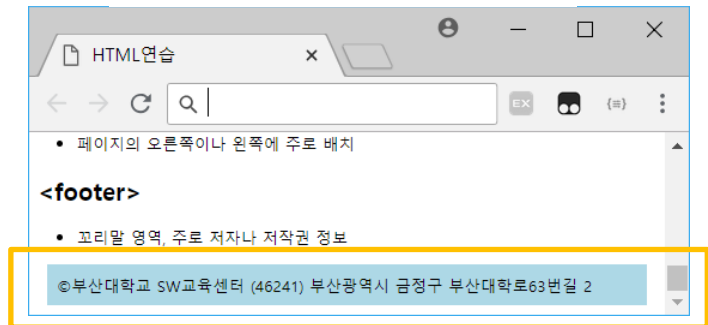 HTML연습
EX
{≡}
페이지의 오른쪽이나 왼쪽에 주로 배치
<footer>
꼬리말 영역, 주로 저자나 저작권 정보
©부산대학교 SW교육센터 (46241) 부산광역시 금정구 부산대학로63번길 2